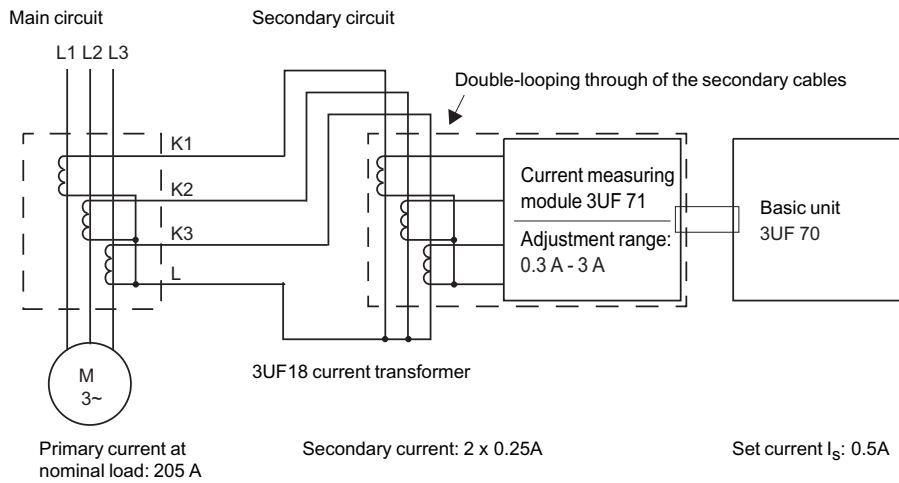 Main circuit
Secondary circuit
L1 L2 L3
Double-looping through of the secondary cables
K1
K2
K3
L
Current measuring
module 3UF 71
Adjustment range:
0.3 A - 3 A
Basic unit
3UF 70
M
3~
3UF18 current transformer
Primary current at
nominal load: 205 A
Secondary current: 2 x 0.25A
Set current Is: 0.5A